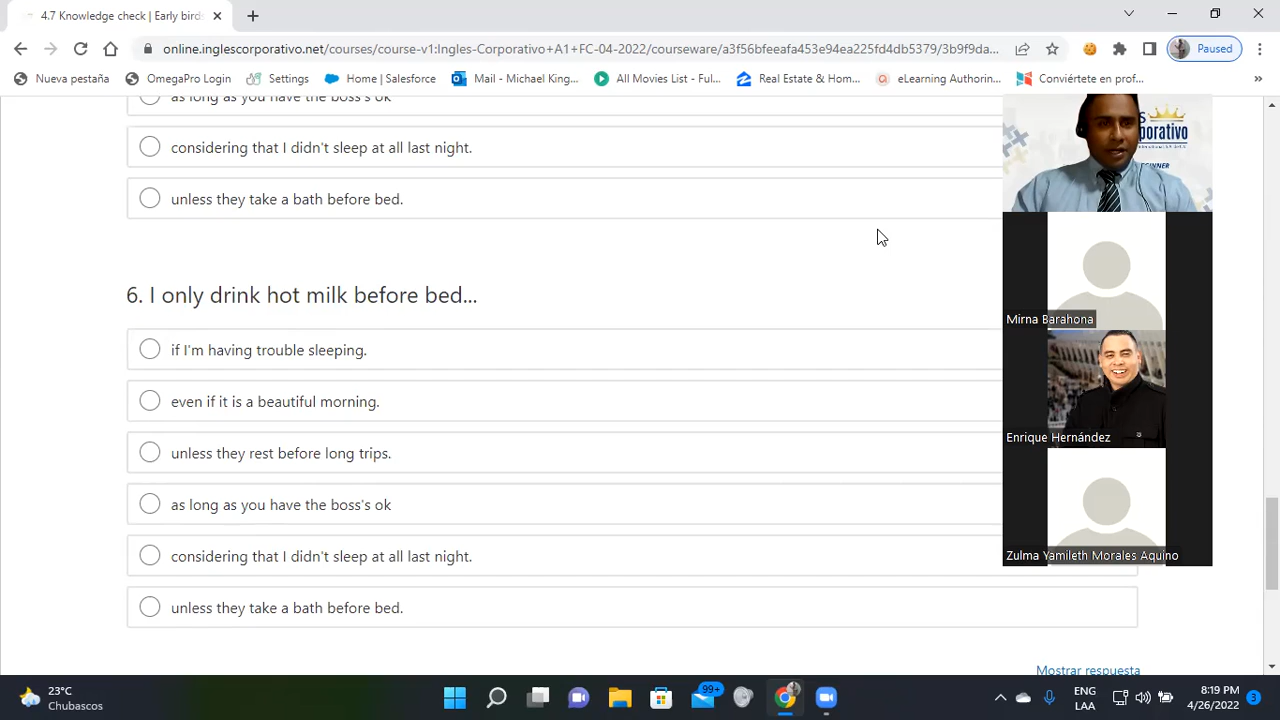 4.7 Knowledge check | Early birds
online.inglescorporativo.net/courses/course-v1:Ingles-Corporativo+A1+FC-04-2022/courseware/a3f56bfeeafa453e94ea225fd4db5379/3b9f9da...
Paused
Nueva pestaña
OmegaPro Login
Settings
Home | Salesforce
Mail - Michael King...
All Movies List - Ful...
Real Estate & Hom...
eLearning Authorin...
Conviértete en prof...
»
as long as you have the boss's ok
considering that I didn't sleep at all last night.
unless they take a bath before bed.
6. I only drink hot milk before bed...
if I'm having trouble sleeping.
even if it is a beautiful morning.
unless they rest before long trips.
as long as you have the boss's ok
considering that I didn't sleep at all last night.
unless they take a bath before bed.
Mostrar respuesta
Mirna Barahona
Enrique Hernández
Zulma Yamileth Morales Aquino
23°C
Chubascos
99+
ENG
LAA
8:19 PM
4/26/2022
3